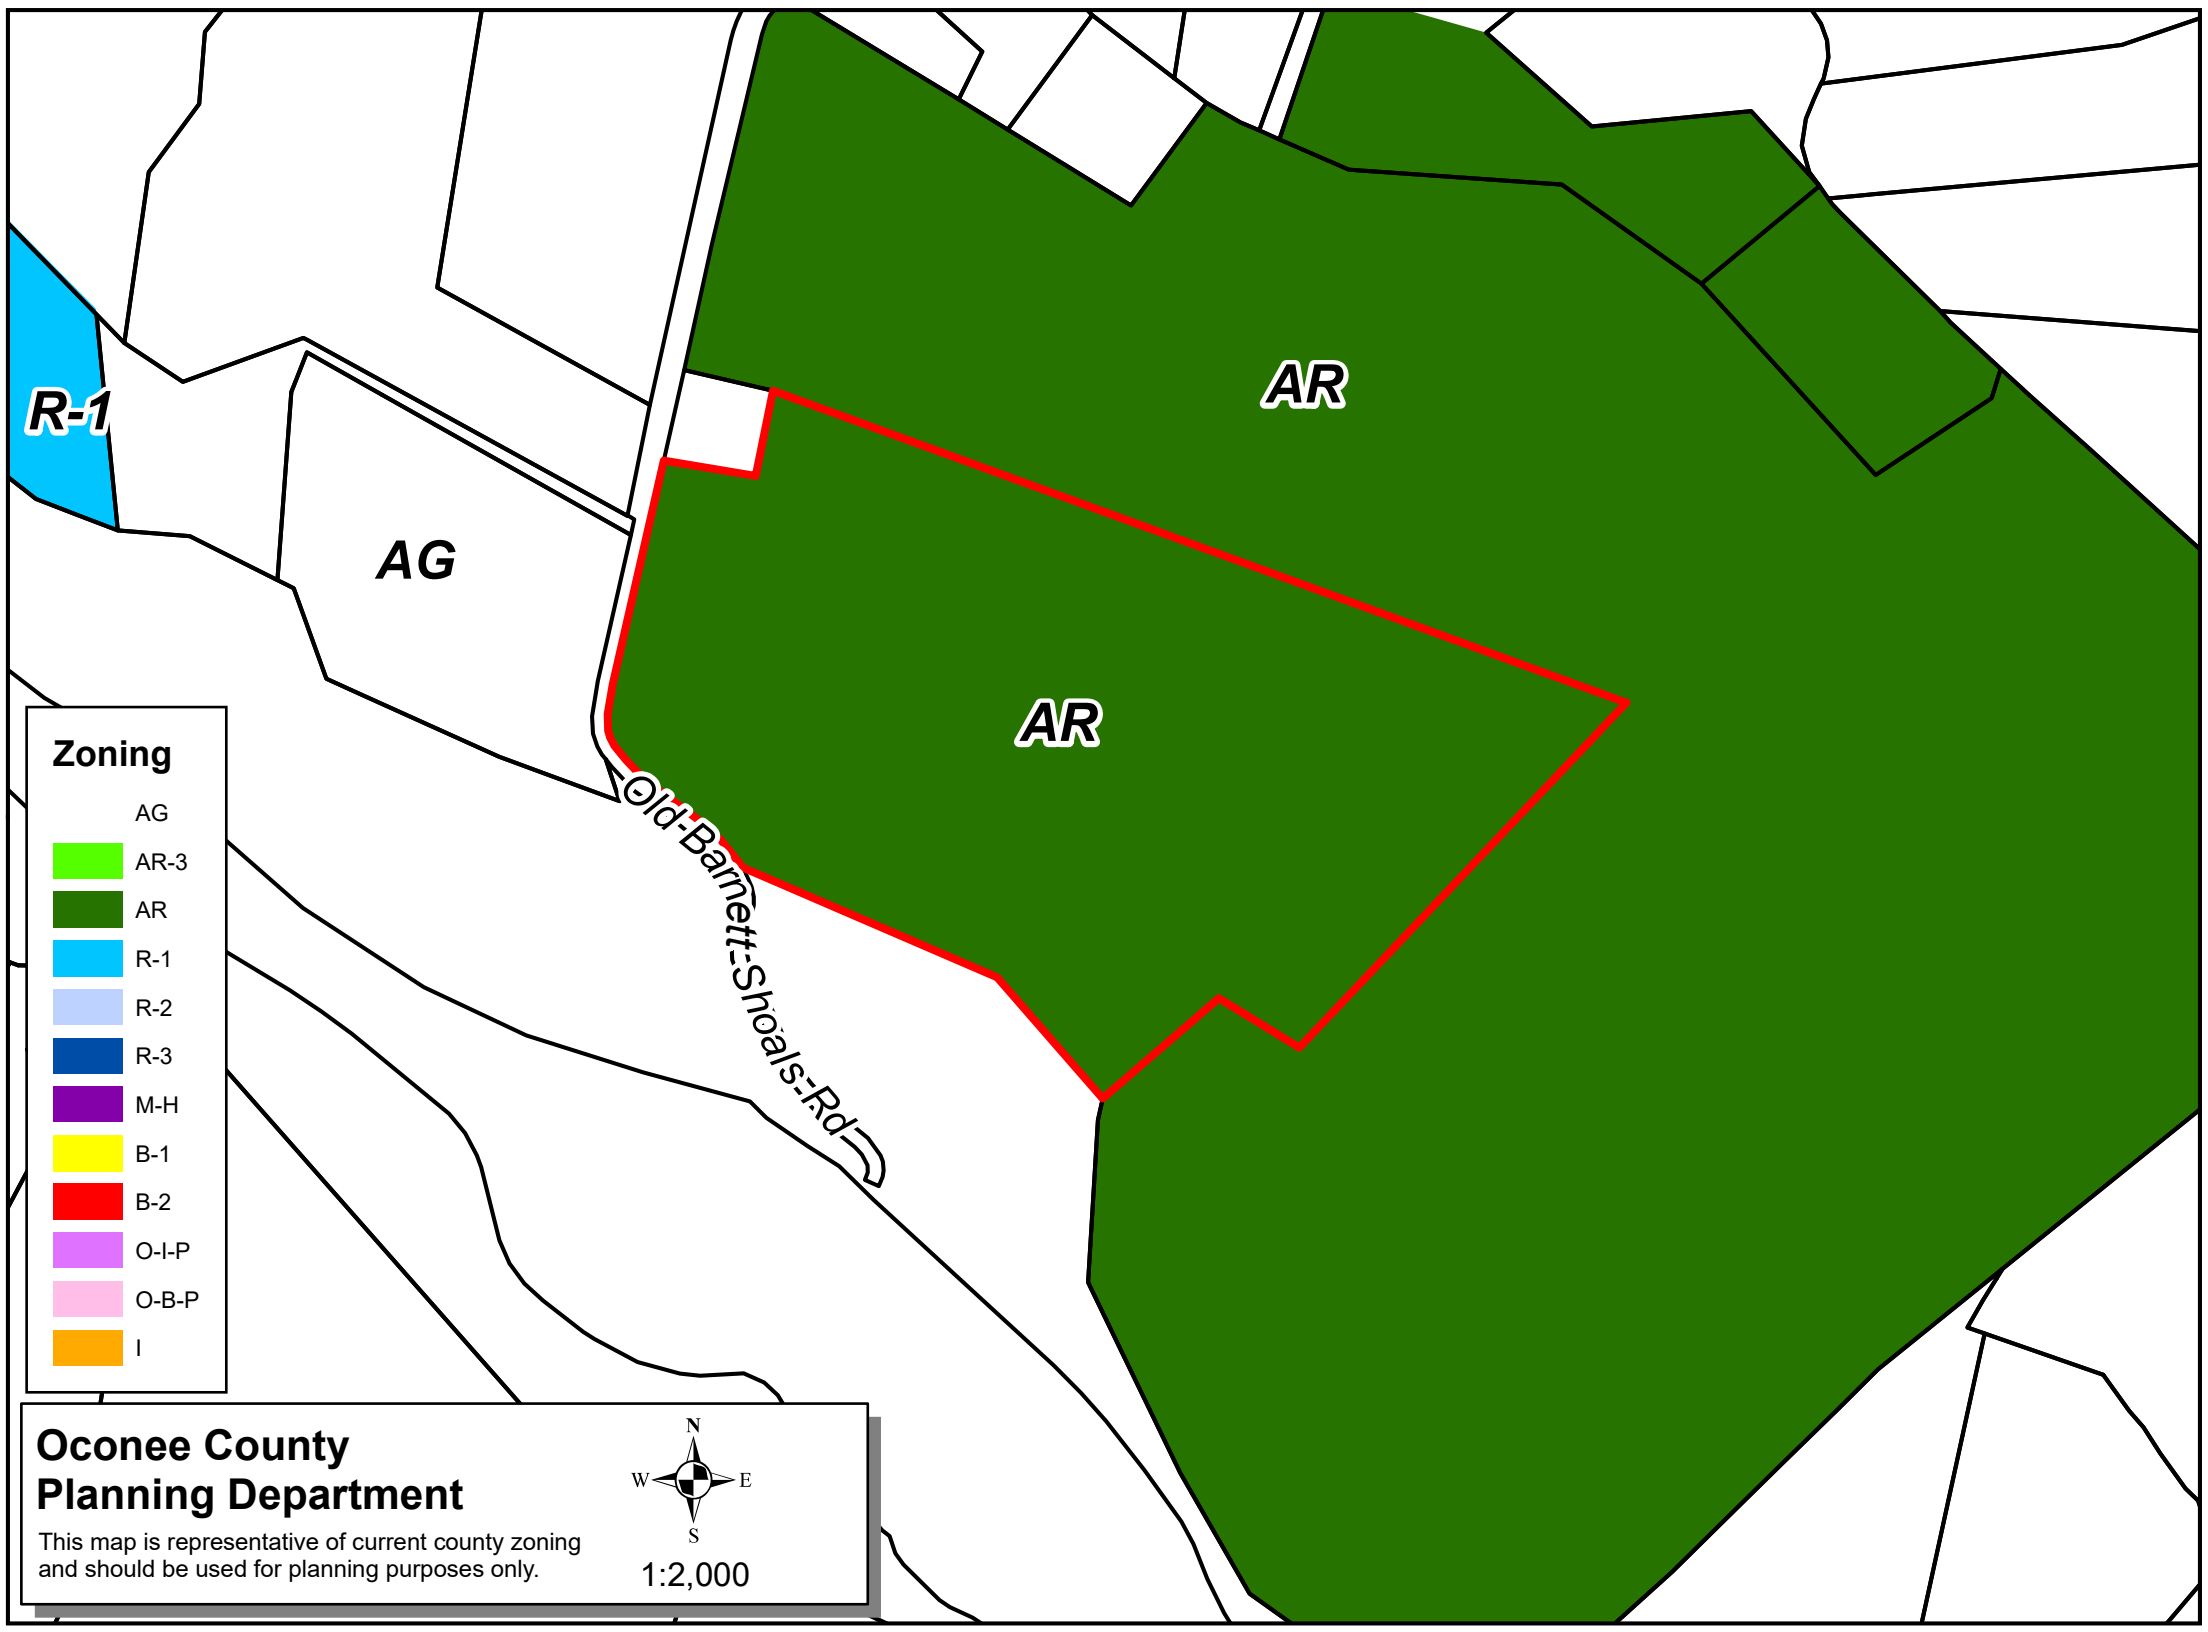 AR
R-1
AG
AR
Old Barnett Shoals Rd
Zoning
AG
AR-3
AR
R-1
R-2
R-3
M-H
B-1
B-2
O-I-P
O-B-P
I
Oconee County
Planning Department
This map is representative of current county zoning
and should be used for planning purposes only.
N
W E
S
1:2,000